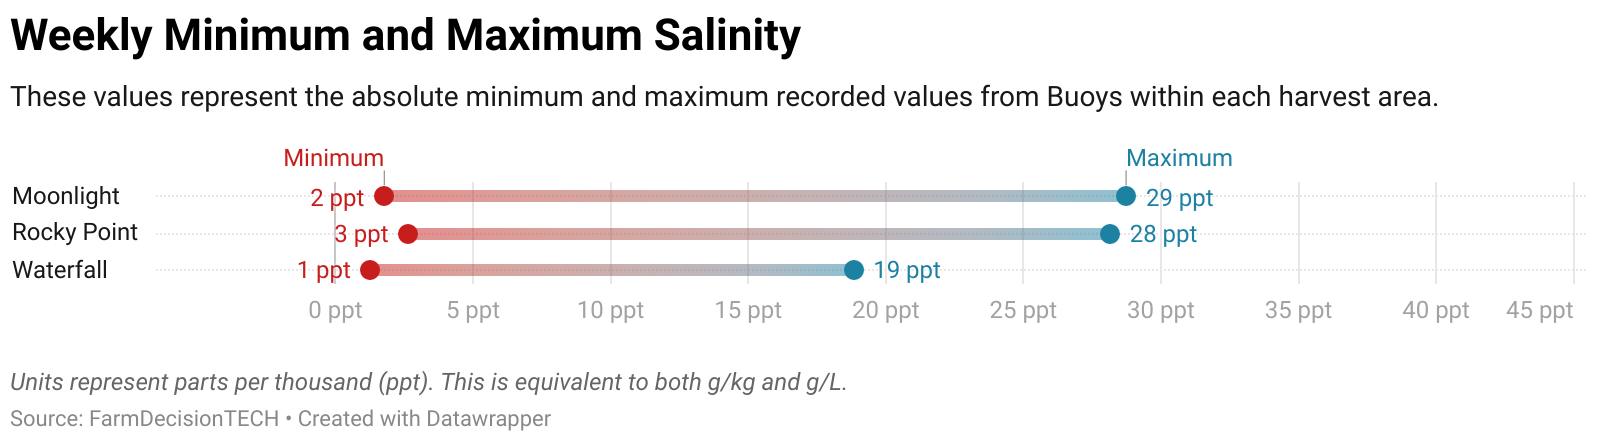 Weekly Minimum and Maximum Salinity
These values represent the absolute minimum and maximum recorded values from Buoys within each harvest area.
Minimum Maximum
Moonlight 2 ppt 29 ppt
Rocky Point 3 ppt 28 ppt
Waterfall 1 ppt 19 ppt
0 ppt 5 ppt 10 ppt 15 ppt 20 ppt 25 ppt 30 ppt 35 ppt 40 ppt 45 ppt
Units represent parts per thousand (ppt). This is equivalent to both g/kg and g/L.
Source: FarmDecisionTECH • Created with Datawrapper